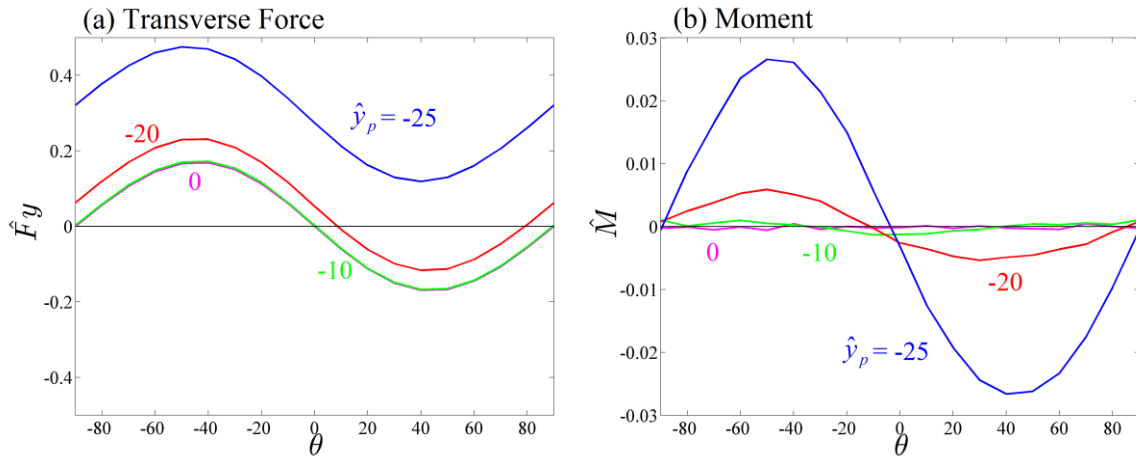 (a) Transverse Force
F̂y
0.4
0.2
0
-0.2
-0.4
ŷp = -25
-20
0
-10
-80 -60 -40 -20 0 20 40 60 80
θ
(b) Moment
M̂
0.03
0.02
0.01
0
-0.01
-0.02
-0.03
0
-10
-20
ŷp = -25
-80 -60 -40 -20 0 20 40 60 80
θ